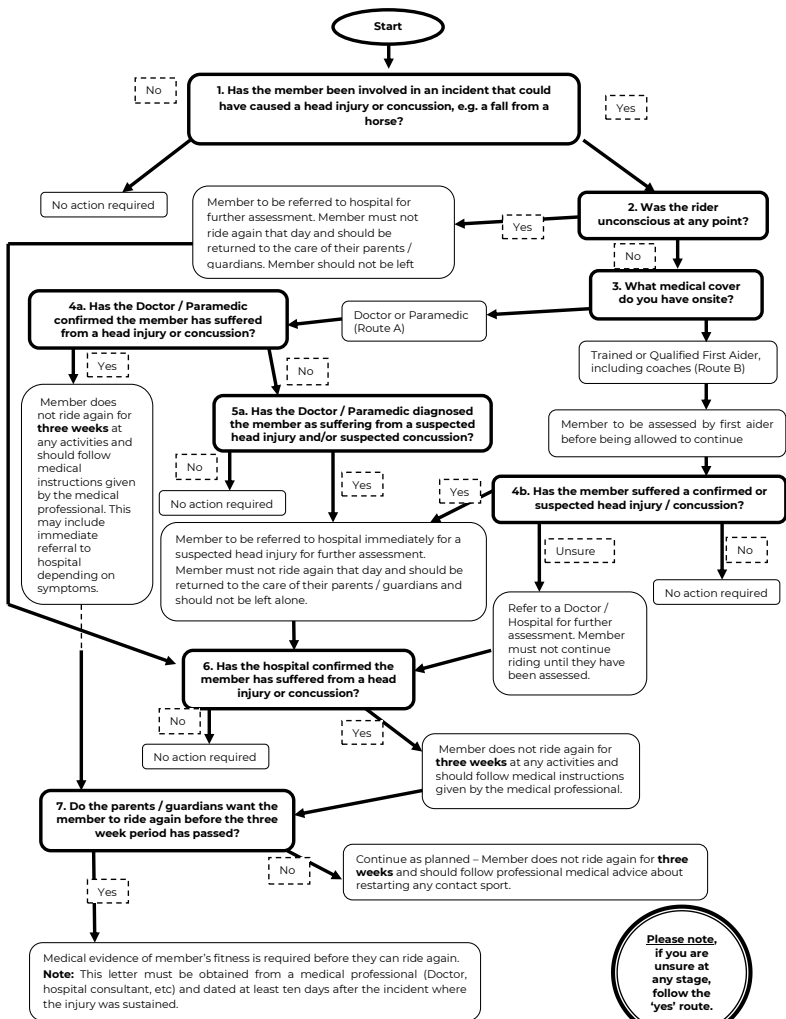 Start
No
1. Has the member been involved in an incident that could
have caused a head injury or concussion, e.g. a fall from a
horse?
Yes
No action required
Member to be referred to hospital for
further assessment. Member must not
ride again that day and should be
returned to the care of their parents /
guardians. Member should not be left
Yes
2. Was the rider
unconscious at any point?
No
3. What medical cover
do you have onsite?
4a. Has the Doctor / Paramedic
confirmed the member has suffered
from a head injury or concussion?
Doctor or Paramedic
(Route A)
Trained or Qualified First Aider,
including coaches (Route B)
Yes
No
Member does
not ride again for
three weeks at
any activities and
should follow
medical
instructions given
by the medical
professional. This
may include
immediate
referral to
hospital
depending on
symptoms.
5a. Has the Doctor / Paramedic diagnosed
the member as suffering from a suspected
head injury and/or suspected concussion?
Member to be assessed by first aider
before being allowed to continue
No
Yes
Yes
4b. Has the member suffered a confirmed or
suspected head injury / concussion?
No action required
Unsure
No
Member to be referred to hospital immediately for a
suspected head injury for further assessment.
Member must not ride again that day and should be
returned to the care of their parents / guardians and
should not be left alone.
No action required
Refer to a Doctor /
Hospital for further
assessment. Member
must not continue
riding until they have
been assessed.
6. Has the hospital confirmed the
member has suffered from a head
injury or concussion?
No
Yes
No action required
Member does not ride again for
three weeks at any activities and
should follow medical instructions
given by the medical professional.
7. Do the parents / guardians want the
member to ride again before the three
week period has passed?
No
Continue as planned – Member does not ride again for three
weeks and should follow professional medical advice about
restarting any contact sport.
Yes
Medical evidence of member's fitness is required before they can ride again.
Note: This letter must be obtained from a medical professional (Doctor,
hospital consultant, etc) and dated at least ten days after the incident where
the injury was sustained.
Please note,
if you are
unsure at
any stage,
follow the
'yes' route.